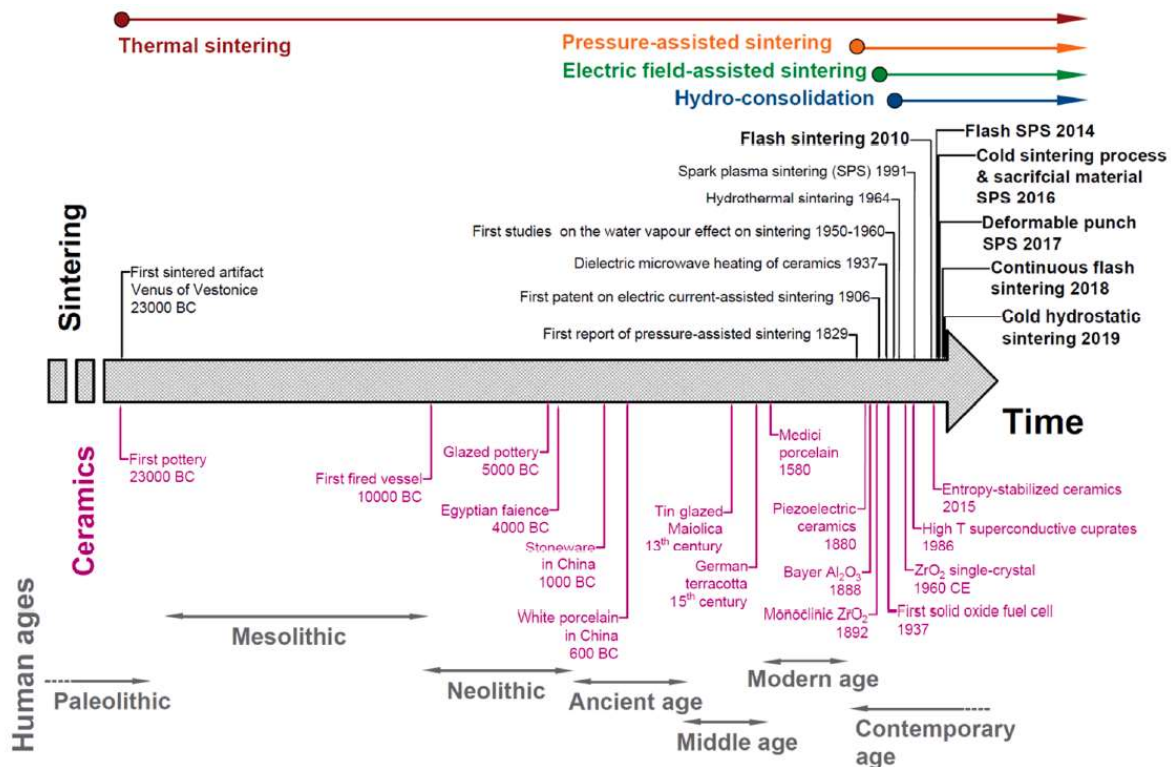 Thermal sintering
Pressure-assisted sintering
Electric field-assisted sintering
Hydro-consolidation
Flash sintering 2010
Spark plasma sintering (SPS) 1991
Hydrothermal sintering 1964
First studies on the water vapour effect on sintering 1950-1960
Dielectric microwave heating of ceramics 1937
First patent on electric current-assisted sintering 1906
First report of pressure-assisted sintering 1829
Flash SPS 2014
Cold sintering process
& sacrifcial material
SPS 2016
Deformable punch
SPS 2017
Continuous flash
sintering 2018
Cold hydrostatic
sintering 2019
Sintering
First sintered artifact
Venus of Vestonice
23000 BC
Time
Ceramics
First pottery
23000 BC
First fired vessel
10000 BC
Glazed pottery
5000 BC
Egyptian faience
4000 BC
Stoneware
in China
1000 BC
White porcelain
in China
600 BC
Tin glazed
Maiolica
13th century
German
terracotta
15th century
Medici
porcelain
1580
Piezoelectric
ceramics
1880
Bayer Al₂O₃
1888
Monoclinic ZrO₂
1892
Entropy-stabilized ceramics
2015
High T superconductive cuprates
1986
ZrO₂ single-crystal
1960 CE
First solid oxide fuel cell
1937
Human ages
Paleolithic
Mesolithic
Neolithic
Ancient age
Middle age
Modern age
Contemporary
age